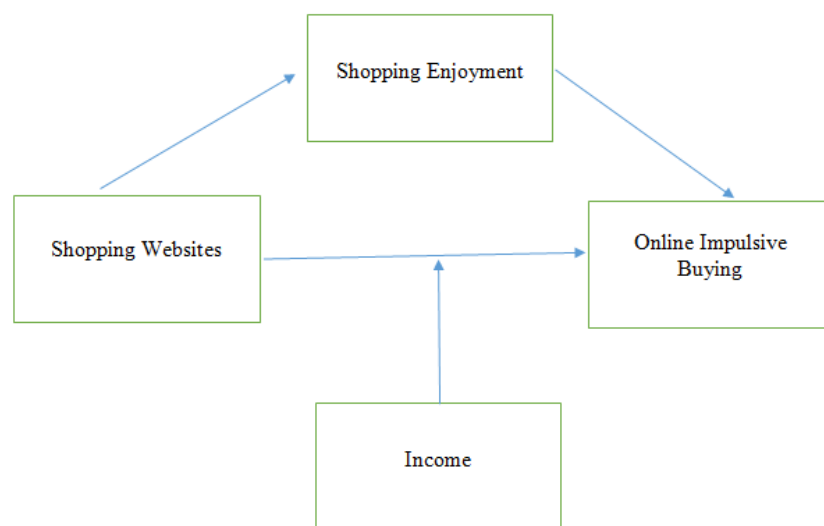 Shopping Enjoyment
Shopping Websites
Online Impulsive
Buying
Income